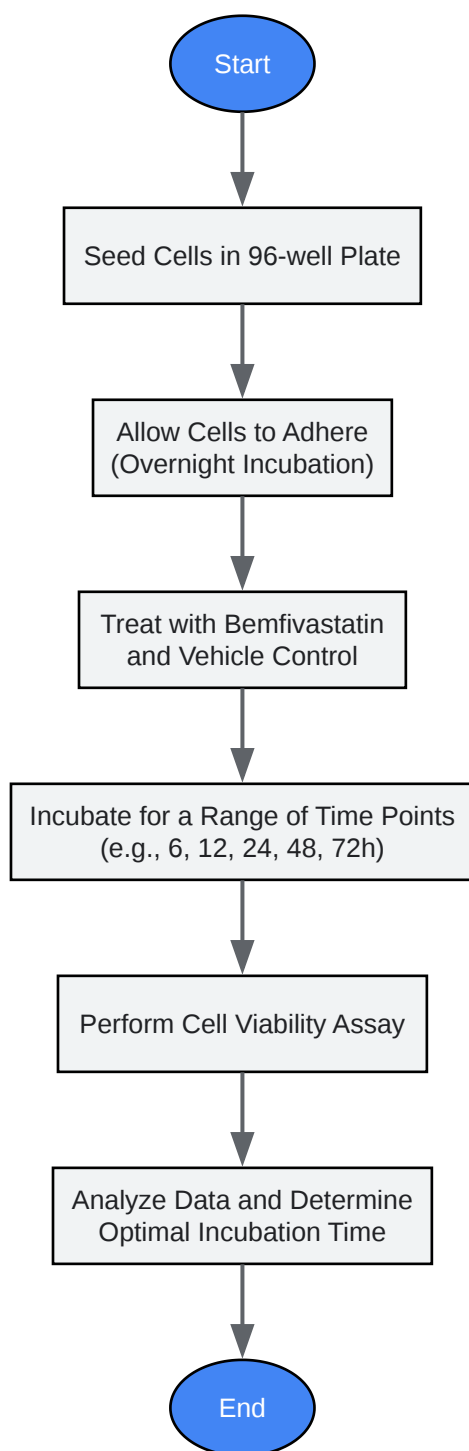 Start
Seed Cells in 96-well Plate
Allow Cells to Adhere
(Overnight Incubation)
Treat with Bemfivastatin
and Vehicle Control
Incubate for a Range of Time Points
(e.g., 6, 12, 24, 48, 72h)
Perform Cell Viability Assay
Analyze Data and Determine
Optimal Incubation Time
End